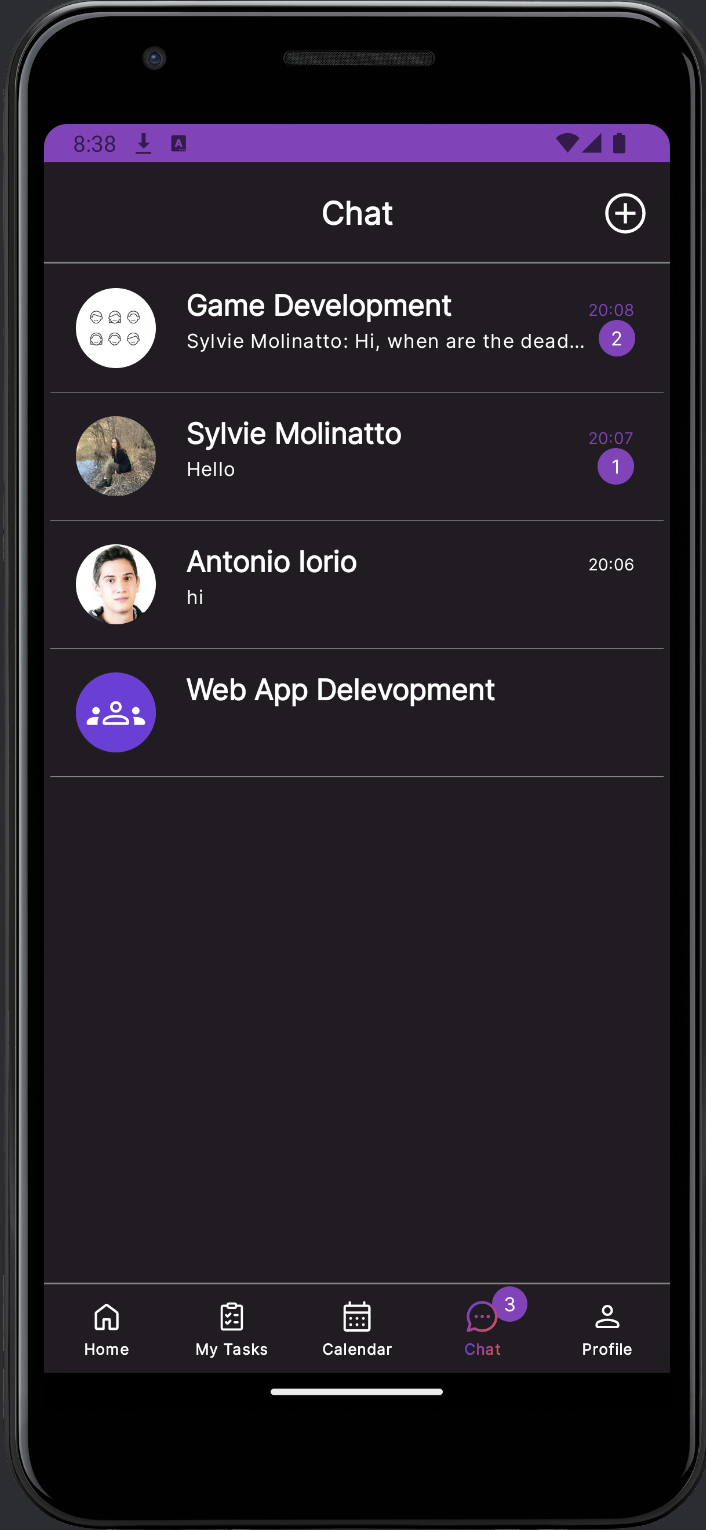 8:38
A
Chat
Game Development
20:08
Sylvie Molinatto: Hi, when are the dead...
2
Sylvie Molinatto
20:07
Hello
1
Antonio Iorio
20:06
hi
Web App Delevopment
3
Home
My Tasks
Calendar
Chat
Profile